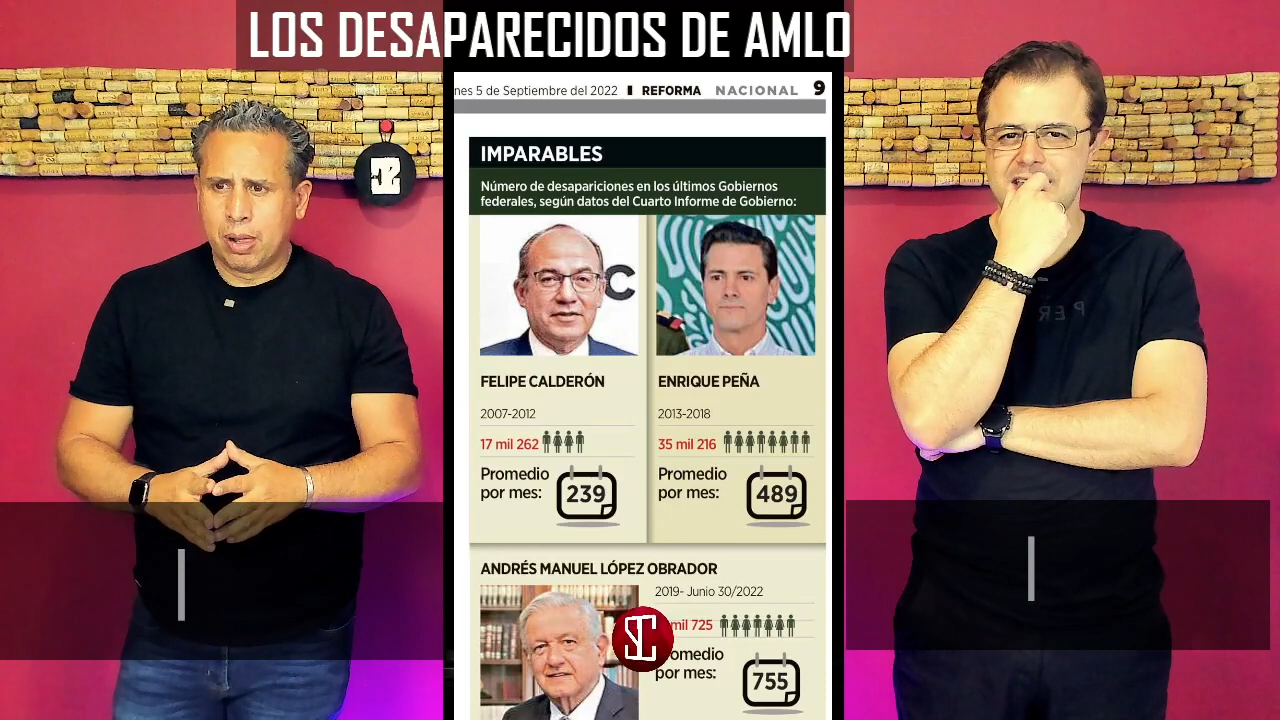 LOS DESAPARECIDOS DE AMLO
nes 5 de Septiembre del 2022 REFORMA NACIONAL 9
IMPARABLES
Número de desapariciones en los últimos Gobiernos
federales, según datos del Cuarto Informe de Gobierno:
C
FELIPE CALDERÓN
2007-2012
17 mil 262
Promedio
por mes:
239
ENRIQUE PEÑA
2013-2018
35 mil 216
Promedio
por mes:
489
ANDRÉS MANUEL LÓPEZ OBRADOR
2019- Junio 30/2022
mil 725
omedio
por mes:
755